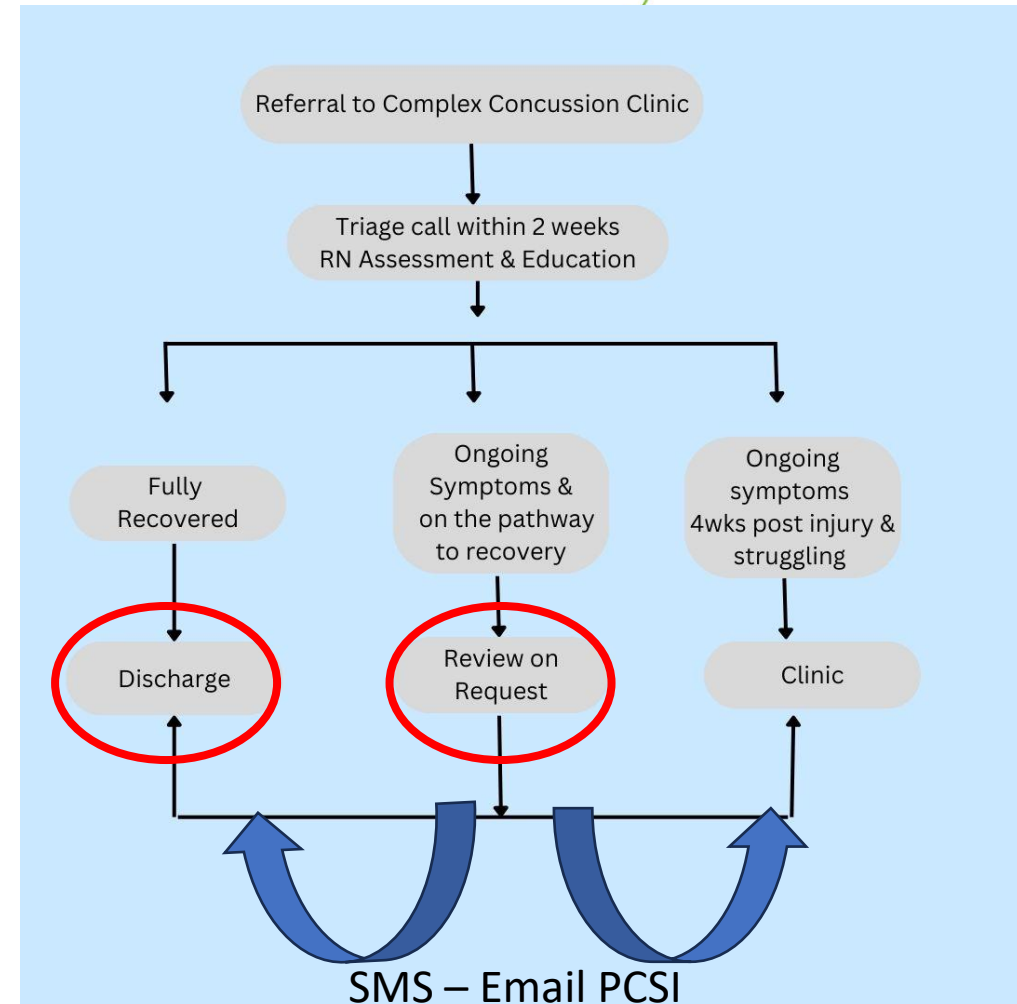 Referral to Complex Concussion Clinic
Triage call within 2 weeks
RN Assessment & Education
Fully
Recovered
Ongoing
Symptoms &
on the pathway
to recovery
Ongoing
symptoms
4wks post injury &
struggling
Discharge
Review on
Request
Clinic
SMS – Email PCSI